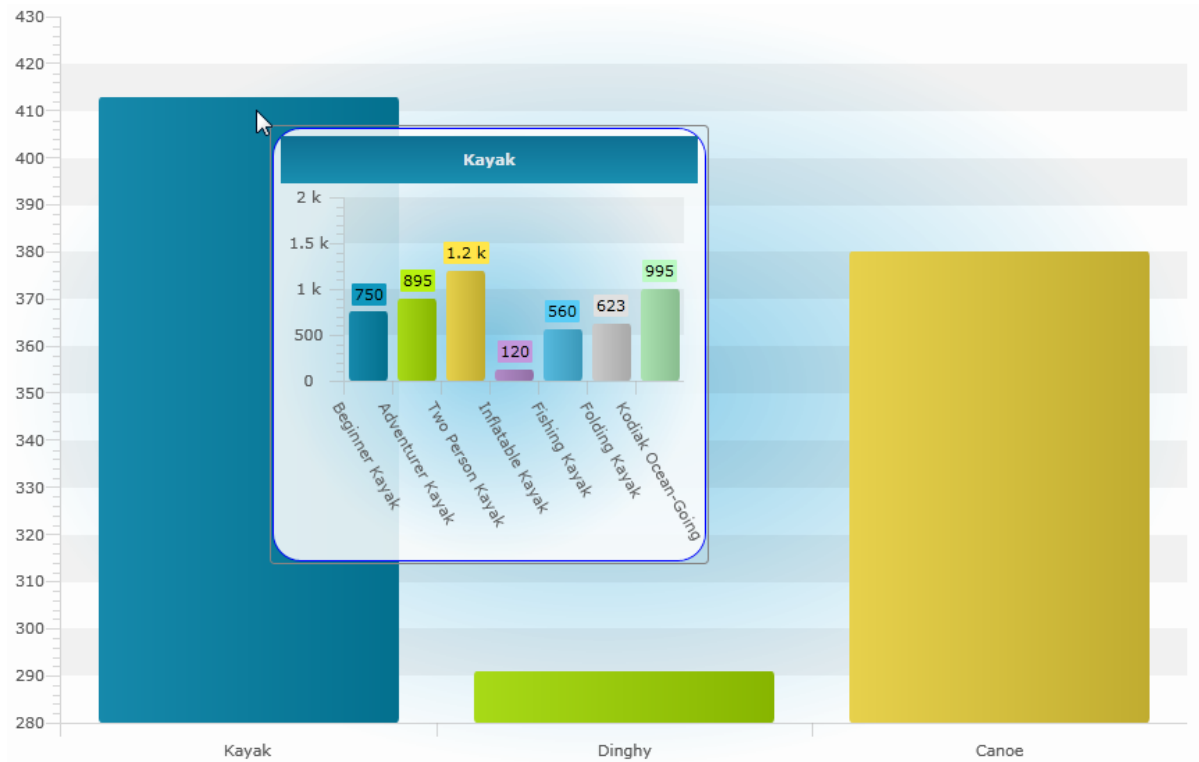 430
420
410
400
390
380
370
360
350
340
330
320
310
300
290
280
Kayak
2 k
1.5 k
1 k
500
0
750
895
1.2 k
120
560
623
995
Beginner Kayak
Adventurer Kayak
Two Person Kayak
Inflatable Kayak
Fishing Kayak
Folding Kayak
Kodiak Ocean-Going
Kayak
Dinghy
Canoe